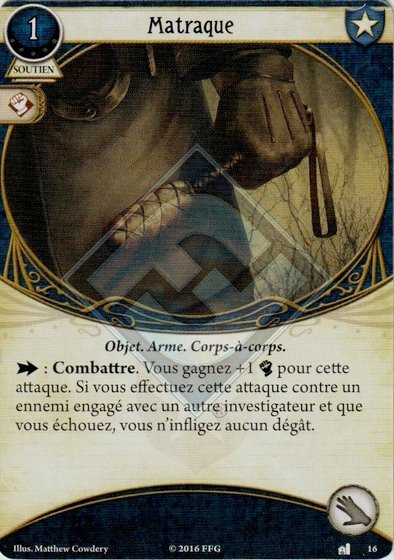 1
Matraque
SOUTIEN
Objet. Arme. Corps-à-corps.
: Combattre. Vous gagnez +1 pour cette
attaque. Si vous effectuez cette attaque contre un
ennemi engagé avec un autre investigateur et que
vous échouez, vous n'infligez aucun dégât.
®
Illus. Matthew Cowdery
© 2016 FFG
16